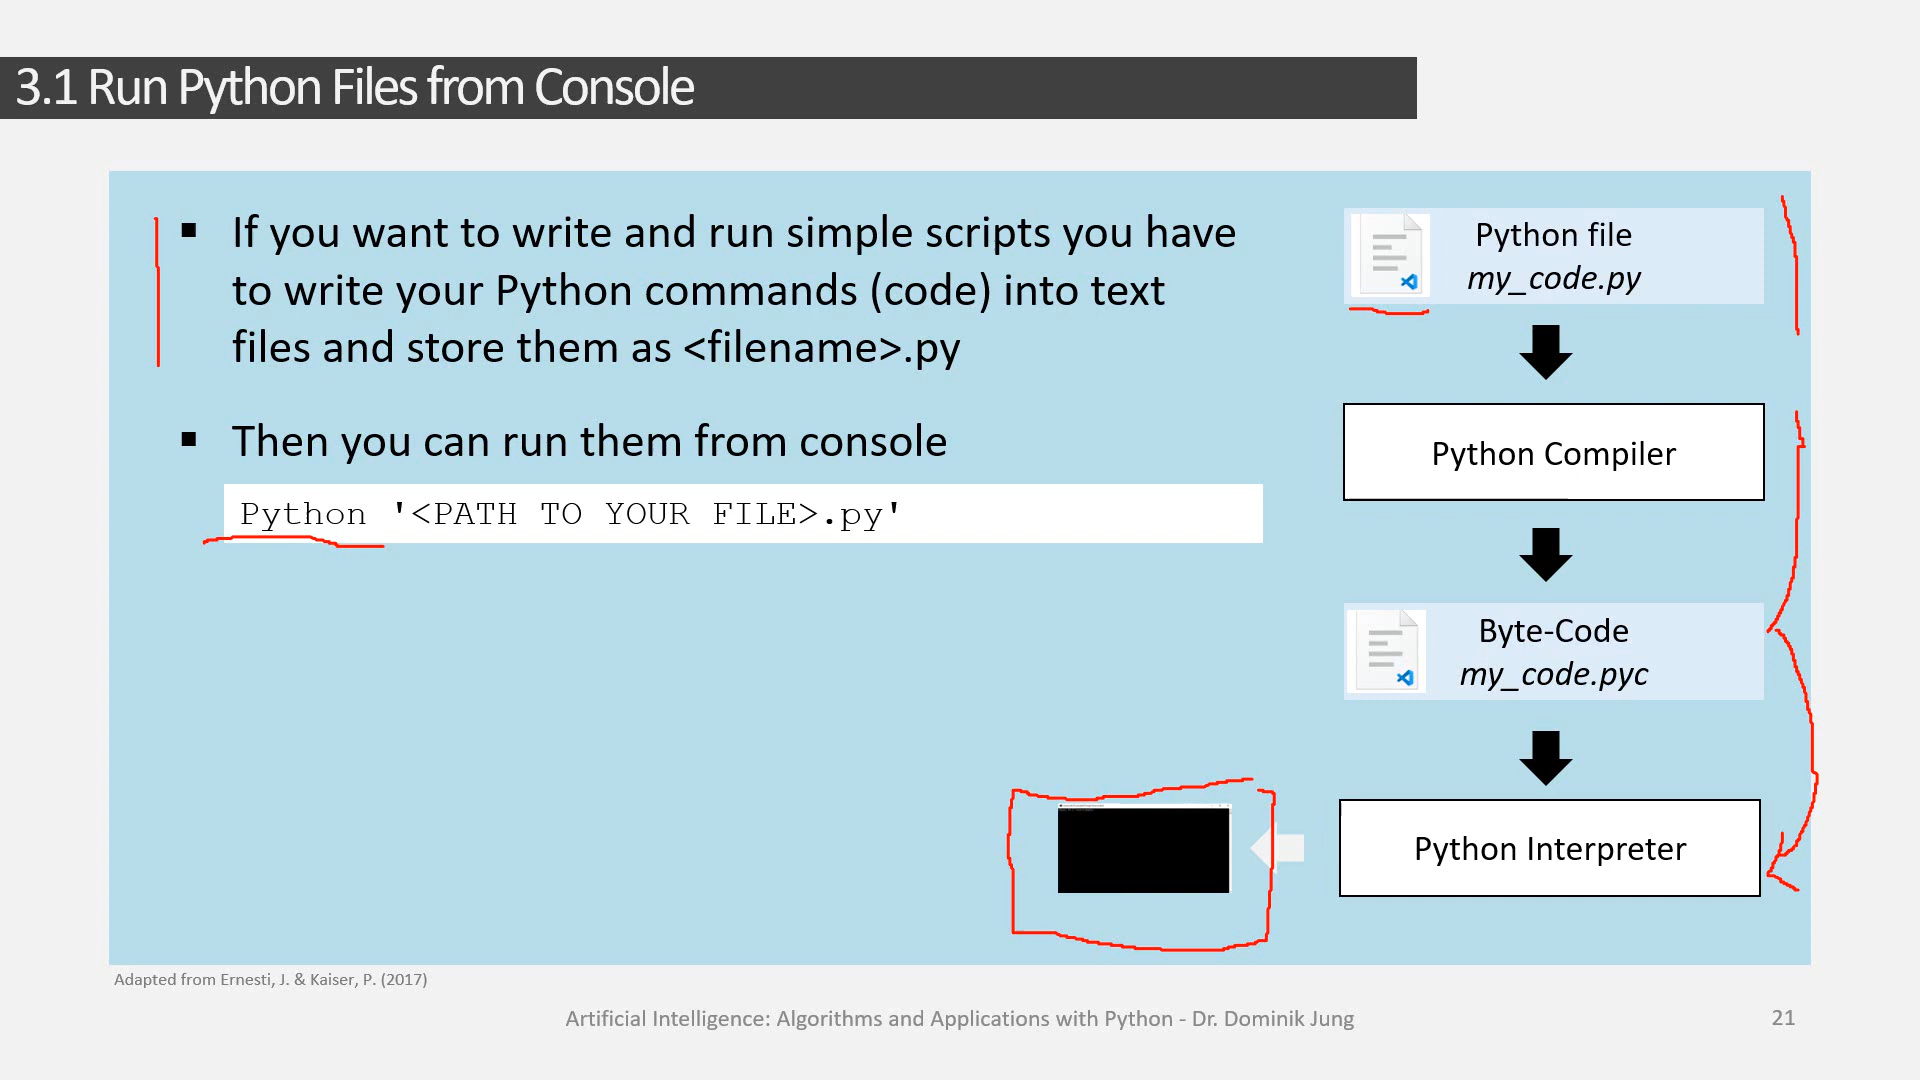 3.1 Run Python Files from Console
▪ If you want to write and run simple scripts you have
to write your Python commands (code) into text
files and store them as <filename>.py
▪ Then you can run them from console
Python '<PATH TO YOUR FILE>.py'
Python file
my_code.py
Python Compiler
Byte-Code
my_code.pyc
Python Interpreter
Adapted from Ernesti, J. & Kaiser, P. (2017)
Artificial Intelligence: Algorithms and Applications with Python - Dr. Dominik Jung
21